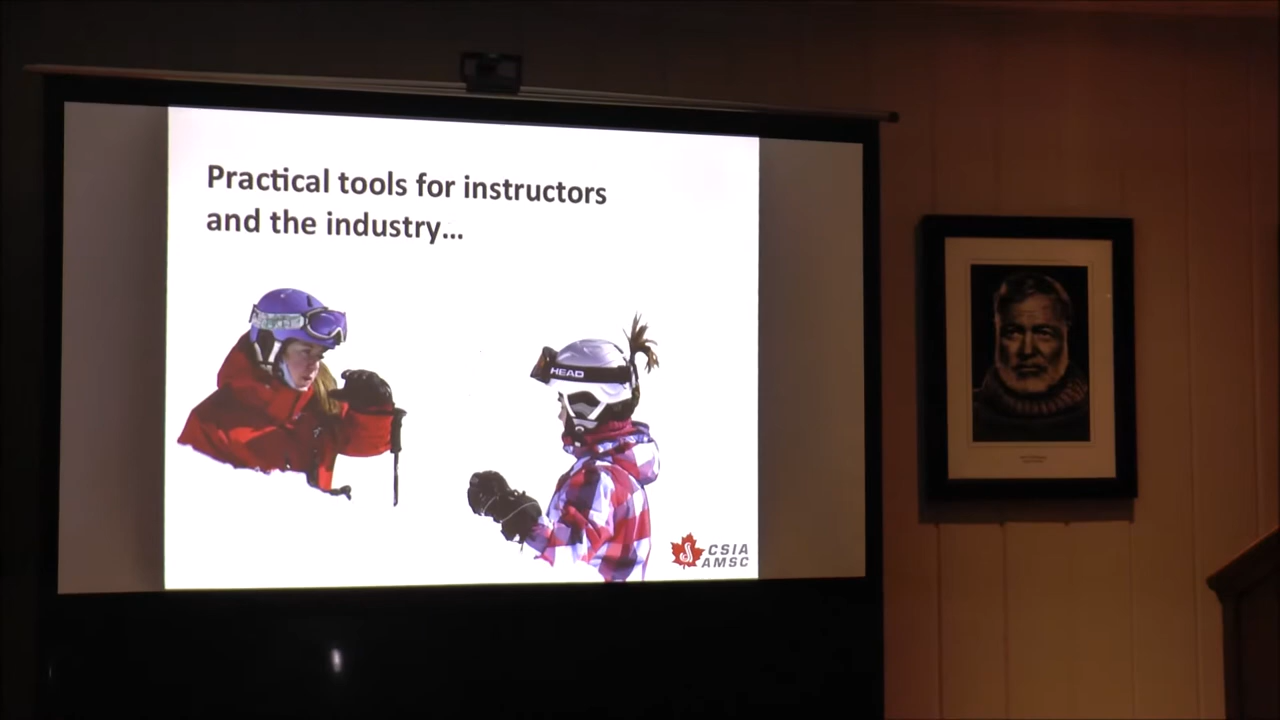 Practical tools for instructors
and the industry...
HEAD
CSIA
AMSC